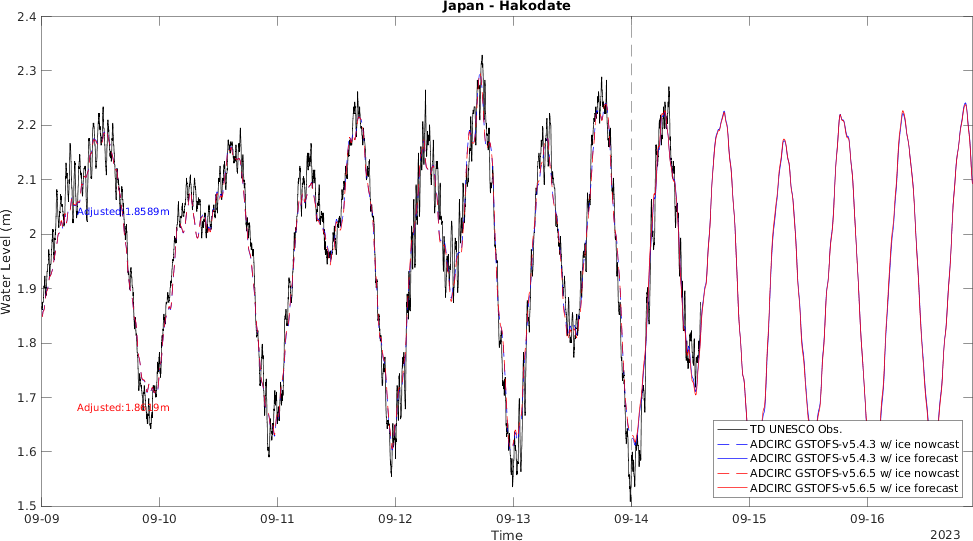 Japan - Hakodate
2.4
2.3
2.2
2.1
2
1.9
1.8
1.7
1.6
1.5
Water Level (m)
Adjusted:1.8589m
TD UNESCO Obs.
ADCIRC GSTOFS-v5.4.3 w/ ice nowcast
ADCIRC GSTOFS-v5.4.3 w/ ice forecast
ADCIRC GSTOFS-v5.6.5 w/ ice nowcast
ADCIRC GSTOFS-v5.6.5 w/ ice forecast
09-09 09-10 09-11 09-12 09-13 09-14 09-15 09-16
Time
2023